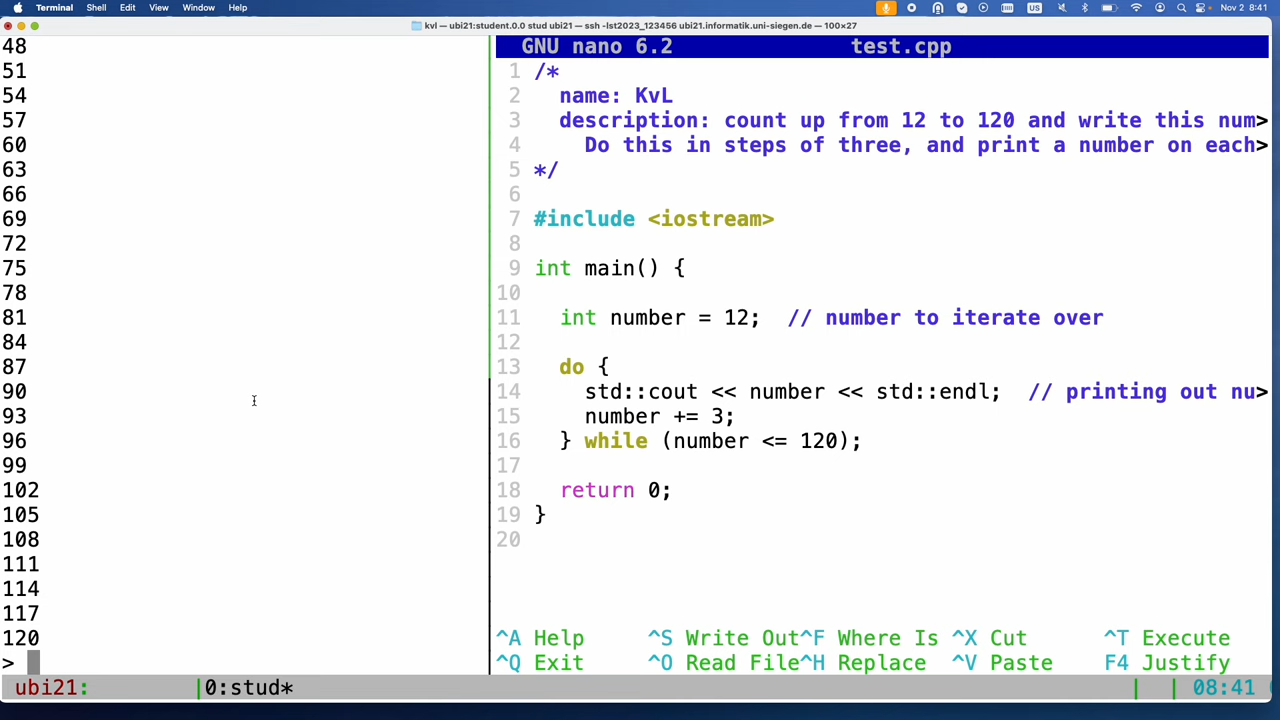 Terminal Shell Edit View Window Help Nov 2 8:41
kvl — ubi21:student.0.0 stud ubi21 — ssh -lst2023_123456 ubi21.informatik.uni-siegen.de — 100×27
48
51
54
57
60
63
66
69
72
75
78
81
84
87
90
93
96
99
102
105
108
111
114
117
120
>
GNU nano 6.2 test.cpp
1 /*
2 name: KvL
3 description: count up from 12 to 120 and write this num>
4 Do this in steps of three, and print a number on each>
5 */
6
7 #include <iostream>
8
9 int main() {
10
11 int number = 12; // number to iterate over
12
13 do {
14 std::cout << number << std::endl; // printing out nu>
15 number += 3;
16 } while (number <= 120);
17
18 return 0;
19 }
20
^A Help ^S Write Out^F Where Is ^X Cut ^T Execute
^Q Exit ^O Read File^H Replace ^V Paste F4 Justify
ubi21: |0:stud* | | 08:41